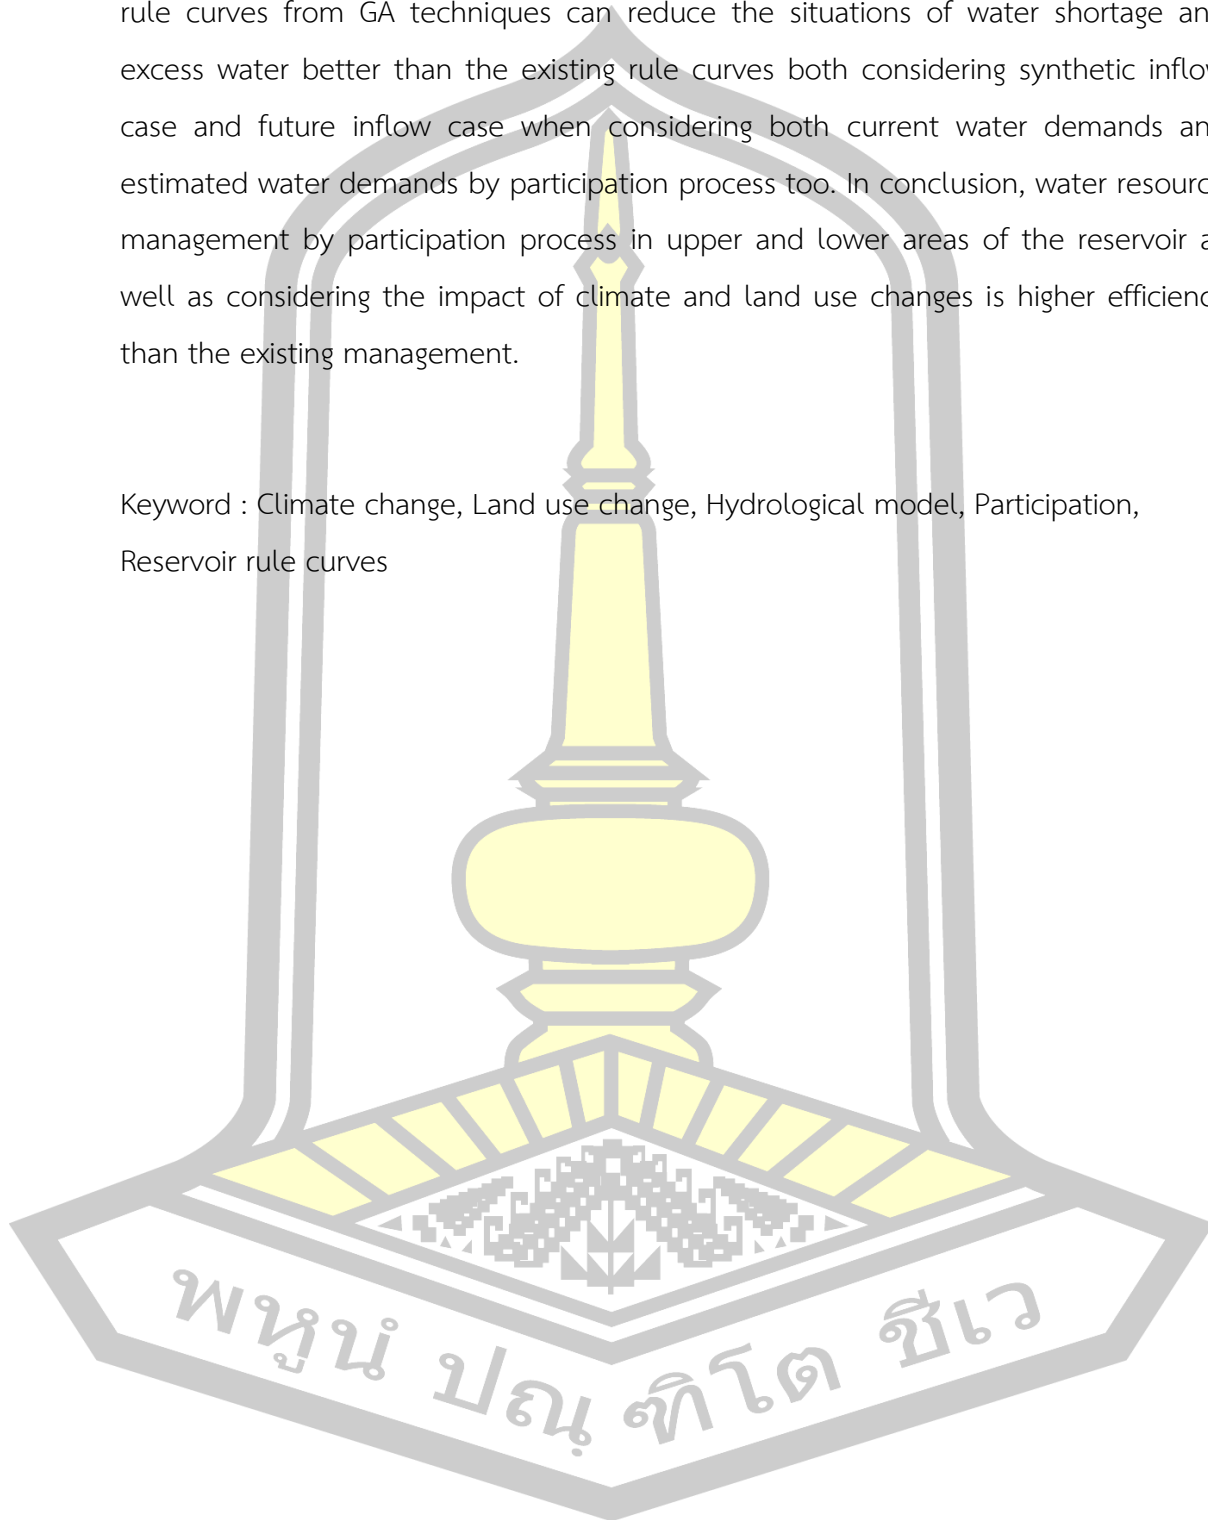 rule curves from GA techniques can reduce the situations of water shortage an
excess water better than the existing rule curves both considering synthetic inflow
case and future inflow case when considering both current water demands an
estimated water demands by participation process too. In conclusion, water resourc
management by participation process in upper and lower areas of the reservoir a
well as considering the impact of climate and land use changes is higher efficienc
than the existing management.
Keyword : Climate change, Land use change, Hydrological model, Participation,
Reservoir rule curves
พหูนํ ปณฺฑิโต ชีเว